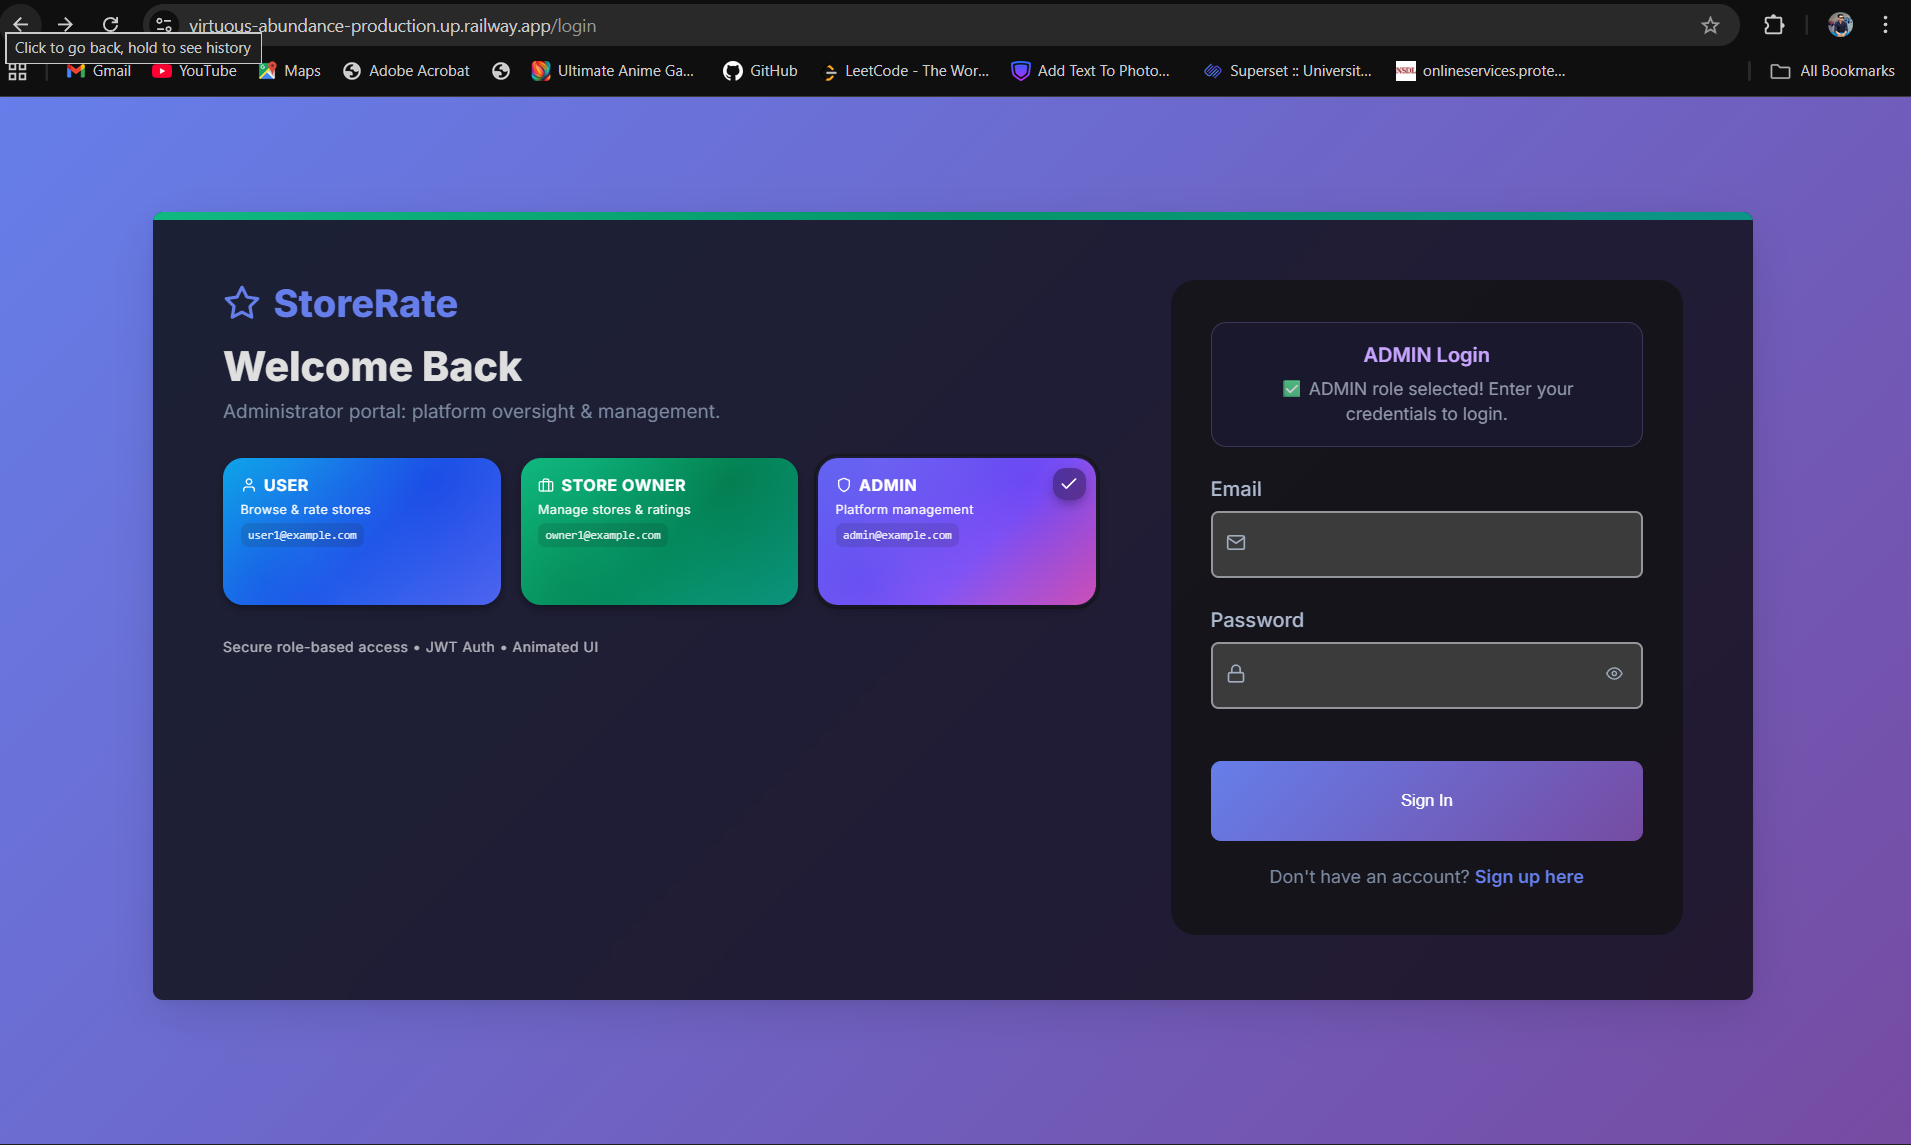 virtuous-abundance-production.up.railway.app/login
Click to go back, hold to see history
Gmail
YouTube
Maps
Adobe Acrobat
Ultimate Anime Ga...
GitHub
LeetCode - The Wor...
Add Text To Photo...
Superset :: Universit...
NSDL
onlineservices.prote...
All Bookmarks
StoreRate
Welcome Back
Administrator portal: platform oversight & management.
USER
Browse & rate stores
user1@example.com
STORE OWNER
Manage stores & ratings
owner1@example.com
ADMIN
Platform management
admin@example.com
Secure role-based access • JWT Auth • Animated UI
ADMIN Login
✅ ADMIN role selected! Enter your
credentials to login.
Email
Password
Sign In
Don't have an account? Sign up here